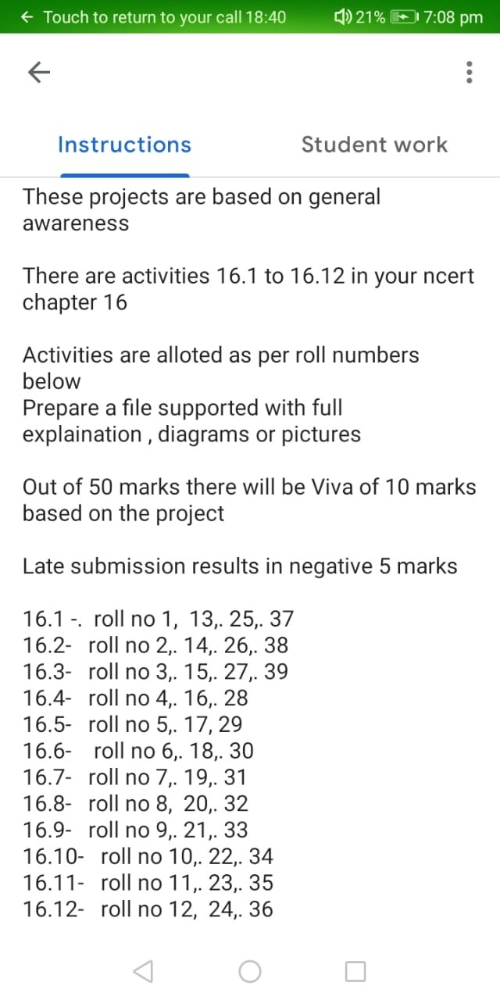 Touch to return to your call 18:40 21% 7:08 pm
Instructions Student work
These projects are based on general
awareness
There are activities 16.1 to 16.12 in your ncert
chapter 16
Activities are alloted as per roll numbers
below
Prepare a file supported with full
explaination , diagrams or pictures
Out of 50 marks there will be Viva of 10 marks
based on the project
Late submission results in negative 5 marks
16.1 -. roll no 1, 13,. 25,. 37
16.2- roll no 2,. 14,. 26,. 38
16.3- roll no 3,. 15,. 27,. 39
16.4- roll no 4,. 16,. 28
16.5- roll no 5,. 17, 29
16.6- roll no 6,. 18,. 30
16.7- roll no 7,. 19,. 31
16.8- roll no 8, 20,. 32
16.9- roll no 9,. 21,. 33
16.10- roll no 10,. 22,. 34
16.11- roll no 11,. 23,. 35
16.12- roll no 12, 24,. 36